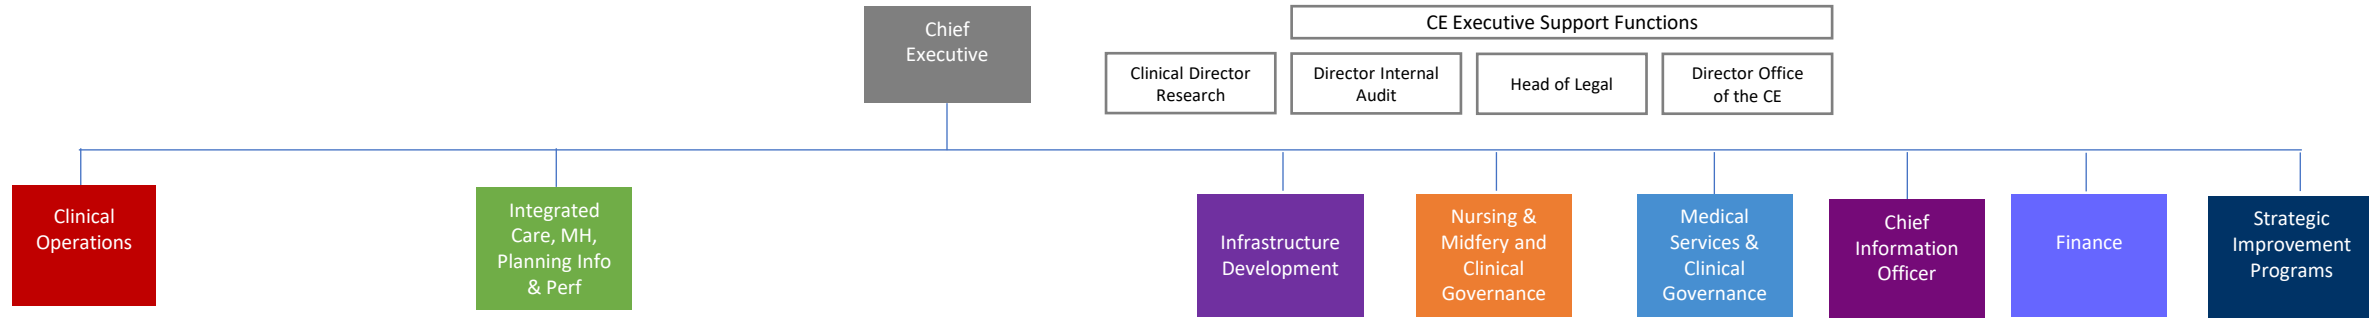 Chief
Executive
CE Executive Support Functions
Clinical Director
Research
Director Internal
Audit
Head of Legal
Director Office
of the CE
Clinical
Operations
Integrated
Care, MH,
Planning Info
& Perf
Infrastructure
Development
Nursing &
Midfery and
Clinical
Governance
Medical
Services &
Clinical
Governance
Chief
Information
Officer
Finance
Strategic
Improvement
Programs